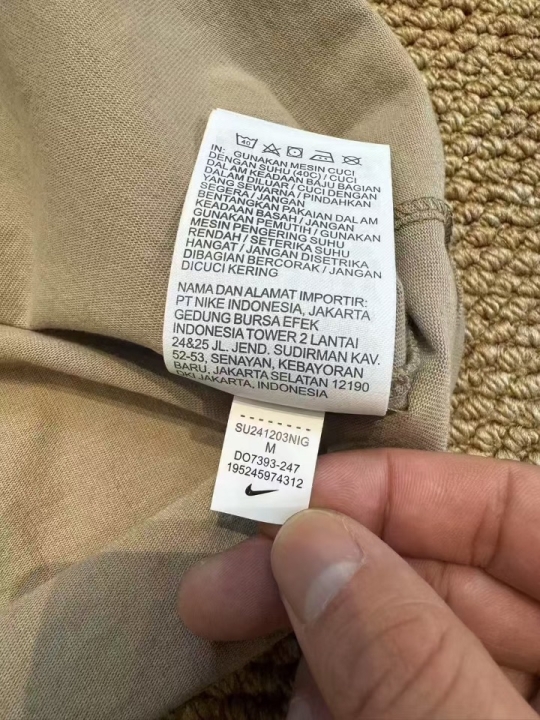 40
IN: GUNAKAN MESIN CUCI
DENGAN SUHU (40C) / CUCI
DALAM KEADAAN BAJU BAGIAN
DALAM DILUAR / CUCI DENGAN
YANG SEWARNA / PINDAHKAN
SEGERA / JANGAN
BENTANGKAN PAKAIAN DALAM
KEADAAN BASAH / JANGAN
GUNAKAN PEMUTIH / GUNAKAN
MESIN PENGERING SUHU
RENDAH / SETERIKA SUHU
HANGAT / JANGAN DISETRIKA
DIBAGIAN BERCORAK / JANGAN
DICUCI KERING
NAMA DAN ALAMAT IMPORTIR:
PT NIKE INDONESIA, JAKARTA
GEDUNG BURSA EFEK
INDONESIA TOWER 2 LANTAI
24&25 JL. JEND. SUDIRMAN KAV.
52-53, SENAYAN, KEBAYORAN
BARU, JAKARTA SELATAN 12190
DKI JAKARTA, INDONESIA
SU241203NIG
M
DO7393-247
195245974312